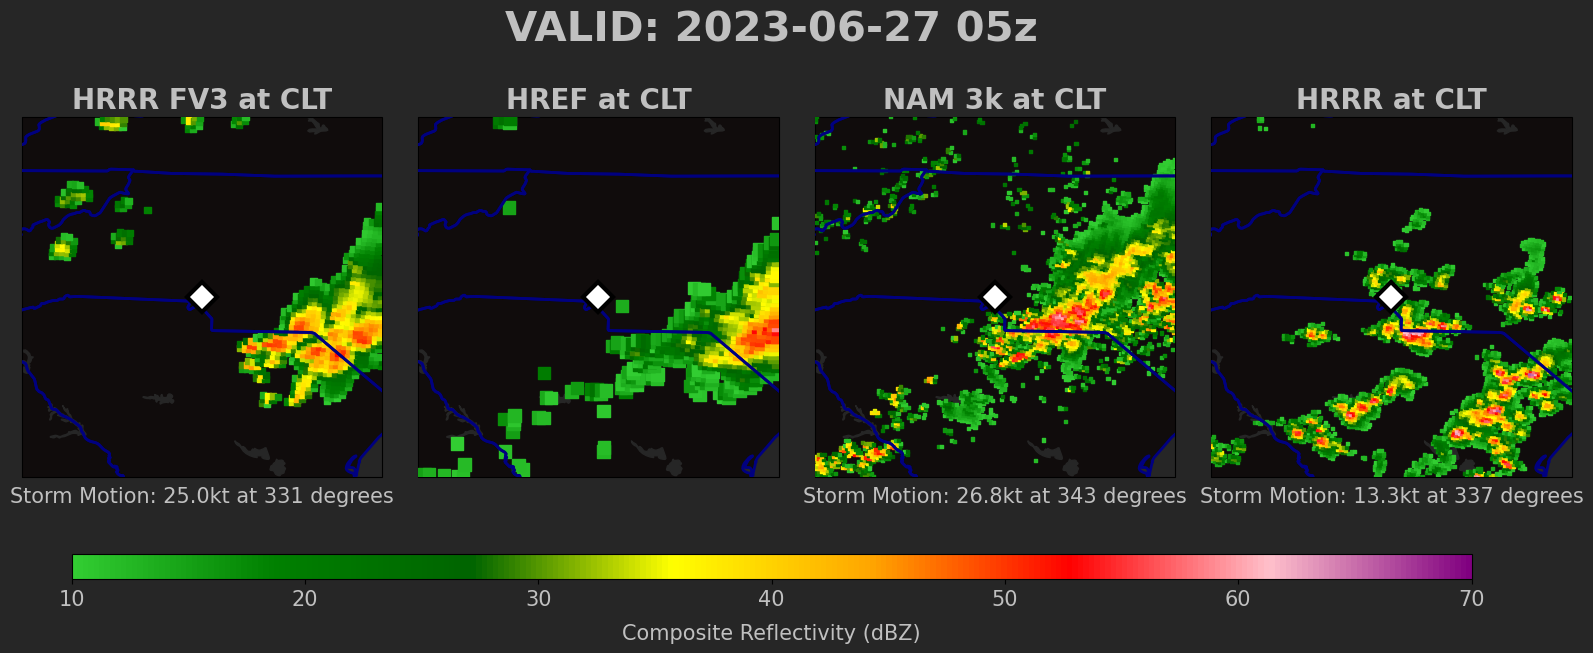 VALID: 2023-06-27 05z
HRRR FV3 at CLT
HREF at CLT
NAM 3k at CLT
HRRR at CLT
Storm Motion: 25.0kt at 331 degrees
Storm Motion: 26.8kt at 343 degrees
Storm Motion: 13.3kt at 337 degrees
10 20 30 40 50 60 70
Composite Reflectivity (dBZ)